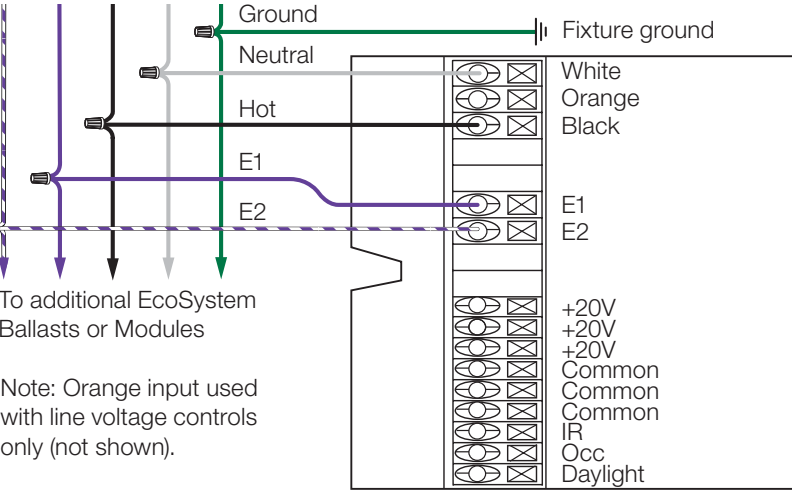 Ground
Fixture ground
Neutral
White
Orange
Hot
Black
E1
E1
E2
E2
To additional EcoSystem
Ballasts or Modules
+20V
+20V
+20V
Common
Common
Common
IR
Occ
Daylight
Note: Orange input used
with line voltage controls
only (not shown).